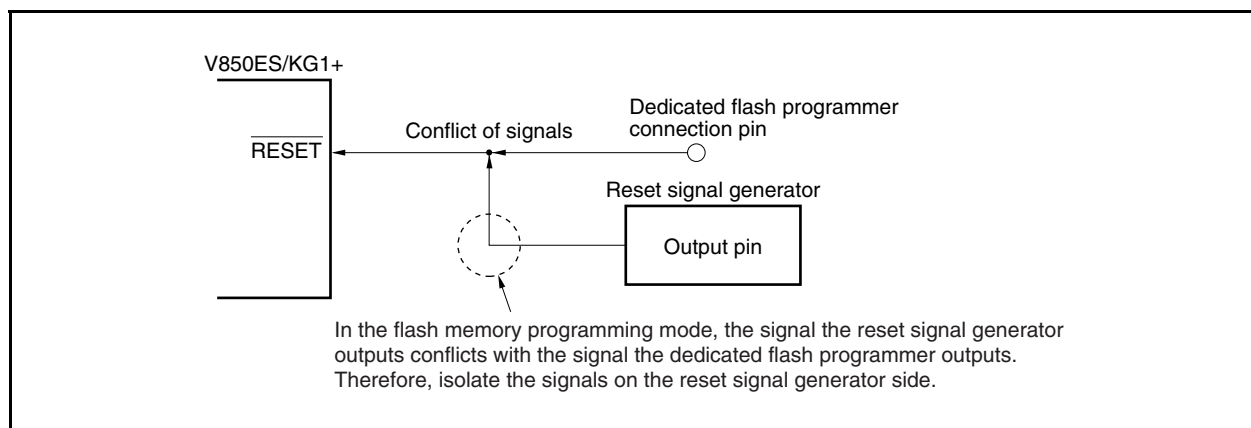 V850ES/KG1+
Dedicated flash programmer
connection pin
Conflict of signals
RESET
Reset signal generator
Output pin
In the flash memory programming mode, the signal the reset signal generator
outputs conflicts with the signal the dedicated flash programmer outputs.
Therefore, isolate the signals on the reset signal generator side.